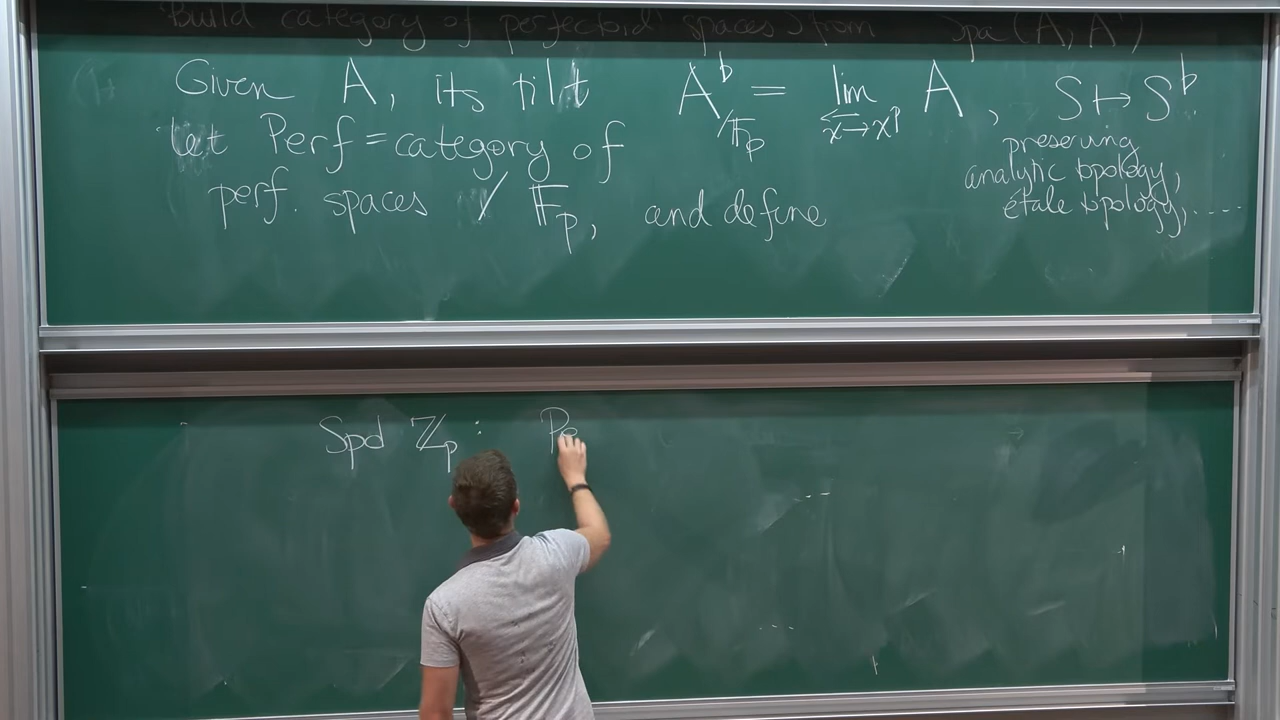 Build category of perfectoid spaces from Spa(A, A⁺)
Given A, its tilt A♭/𝔽p = lim x→xᵖ A, S ↦ S♭
preserving analytic topology, étale topology, ....
let Perf = category of
perf. spaces / 𝔽p, and define
Spd ℤp : Pe